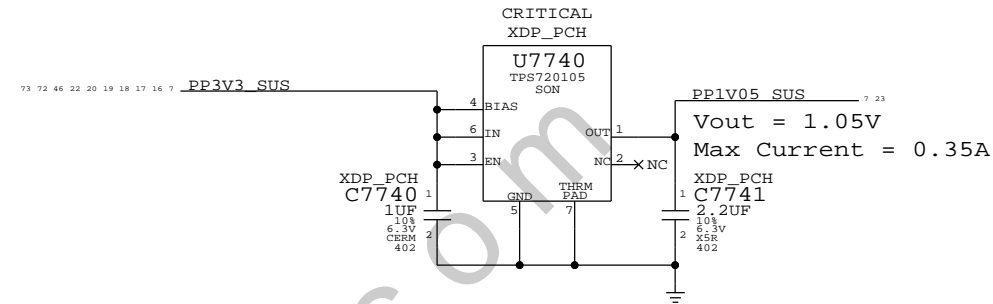 CRITICAL
XDP_PCH
U7740
TPS720105
SON
73 72 46 22 20 19 18 17 16 7
PP3V3_SUS
4
BIAS
6
IN
3
EN
OUT
1
NC
2
NC
GND
5
THRM
PAD
7
PP1V05_SUS
7 23
Vout = 1.05V
Max Current = 0.35A
XDP_PCH
C7740
1
1UF
10%
6.3V
CERM
402
2
XDP_PCH
C7741
1
2.2UF
10%
6.3V
X5R
402
2
com